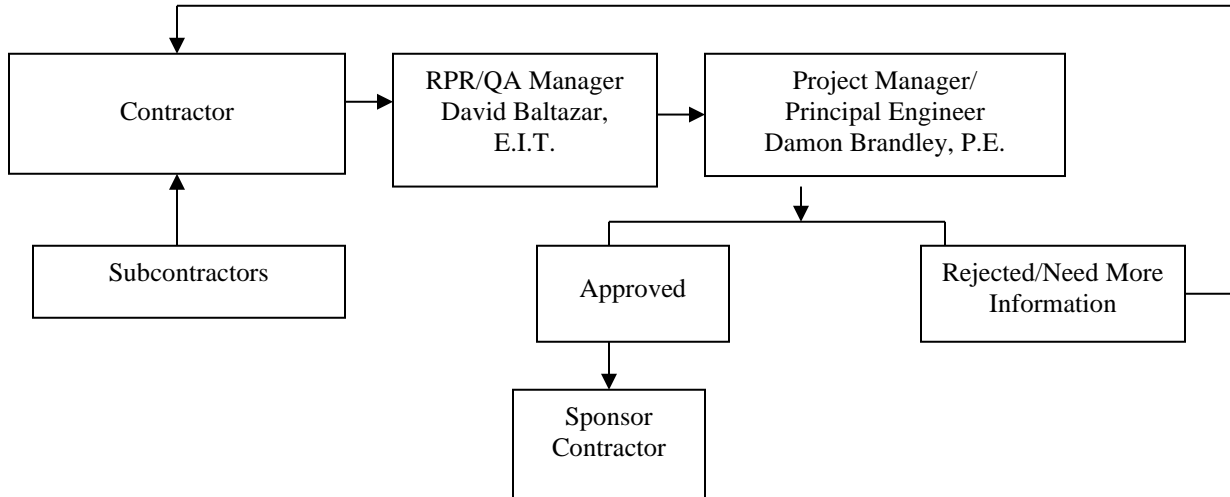 Contractor
RPR/QA Manager
David Baltazar,
E.I.T.
Project Manager/
Principal Engineer
Damon Brandley, P.E.
Subcontractors
Approved
Rejected/Need More
Information
Sponsor
Contractor